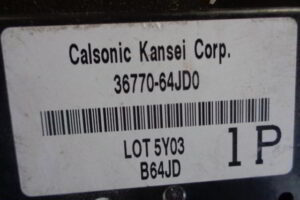 Calsonic Kansei Corp.
36770-64JD0
LOT 5Y03
1P
B64JD